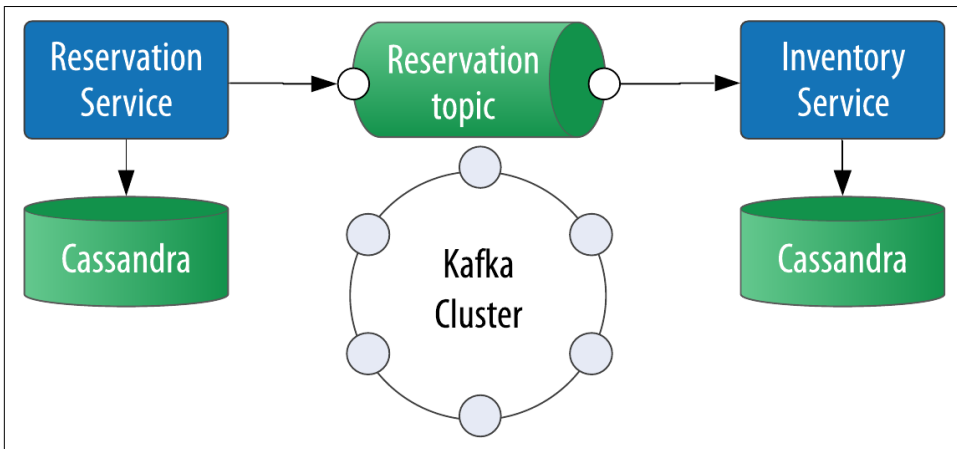 Reservation
Service
Reservation
topic
Inventory
Service
Cassandra
Kafka
Cluster
Cassandra